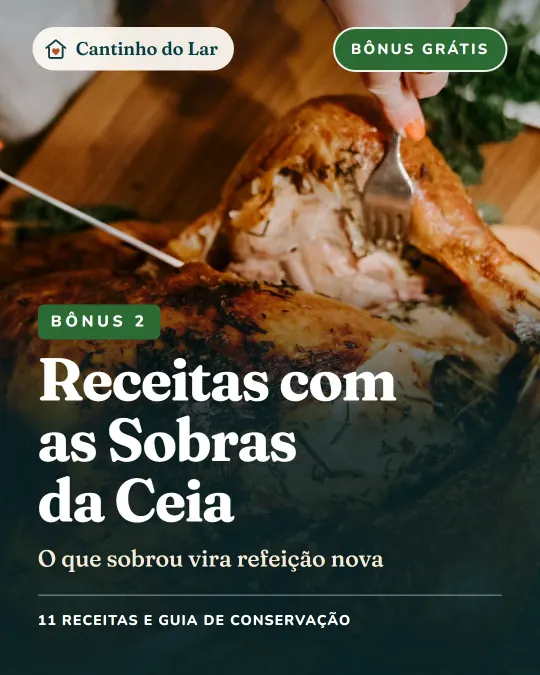 Cantinho do Lar
BÔNUS GRÁTIS
BÔNUS 2
Receitas com
as Sobras
da Ceia
O que sobrou vira refeição nova
11 RECEITAS E GUIA DE CONSERVAÇÃO